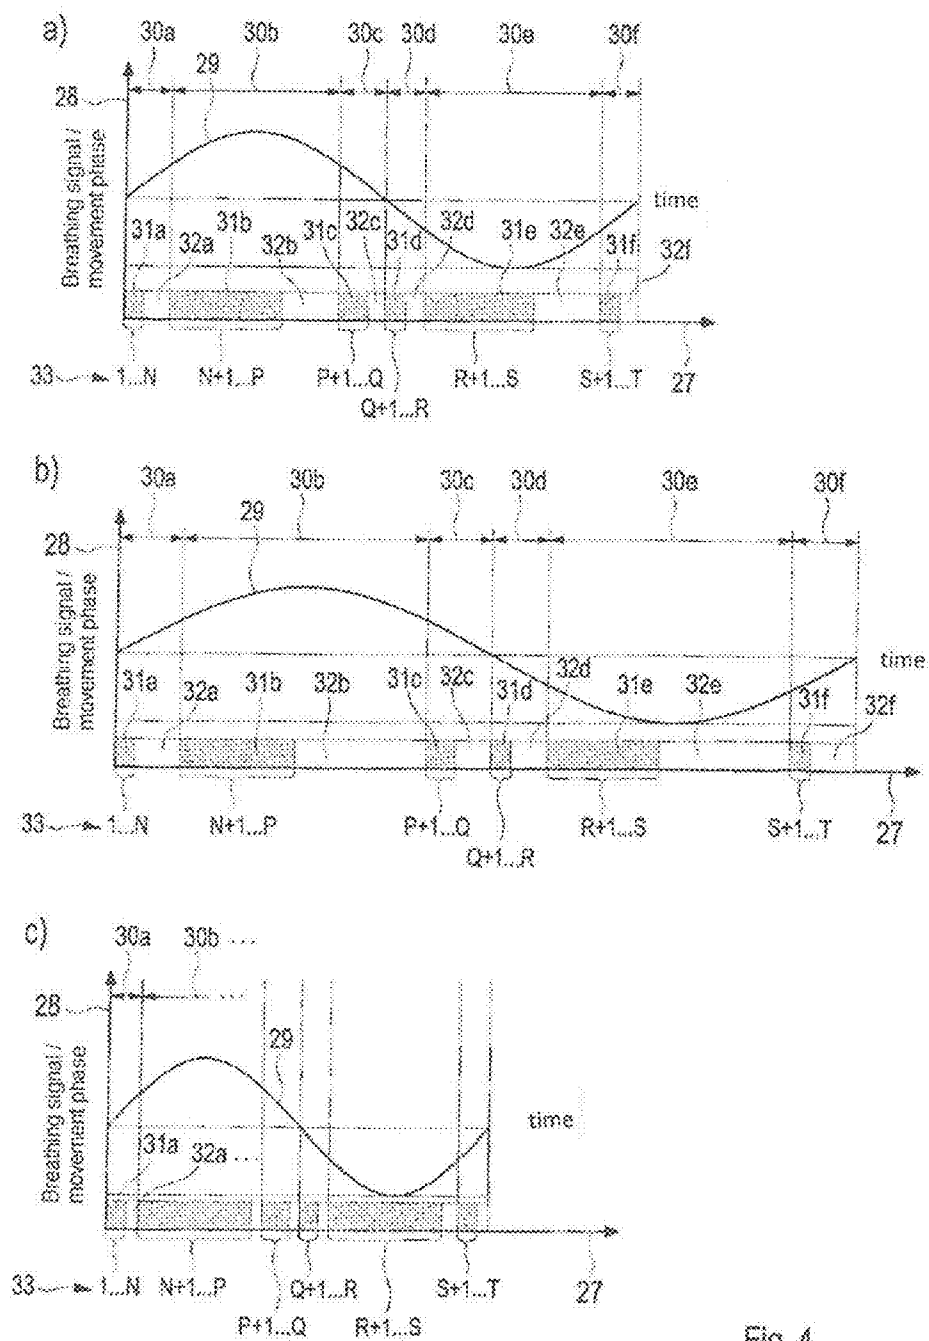 a)
30a 30b 30c 30d 30e 30f
28 29
Breathing signal /
movement phase
time
31a 32a 31b 32b 31c 32c 31d 32d 31e 32e 31f 32f
33 1...N N+1...P P+1...Q R+1...S S+1...T 27
Q+1...R
b)
30a 30b 30c 30d 30e 30f
28 29
Breathing signal /
movement phase
time
31a 32a 31b 32b 31c 32c 31d 32d 31e 32e 31f 32f
33 1...N N+1...P P+1...Q R+1...S S+1...T 27
Q+1...R
c)
30a 30b ...
28 29
Breathing signal /
movement phase
time
31a 32a ...
33 1...N N+1...P Q+1...R S+1...T 27
P+1...Q R+1...S
Fig. 4